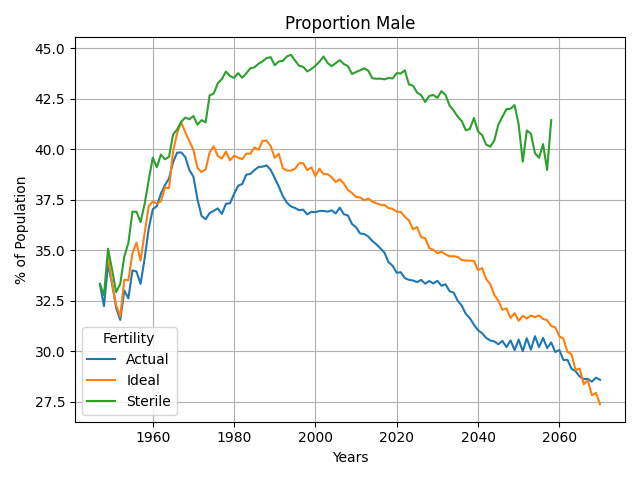 Proportion Male
% of Population
45.0
42.5
40.0
37.5
35.0
32.5
30.0
27.5
Fertility
Actual
Ideal
Sterile
1960 1980 2000 2020 2040 2060
Years